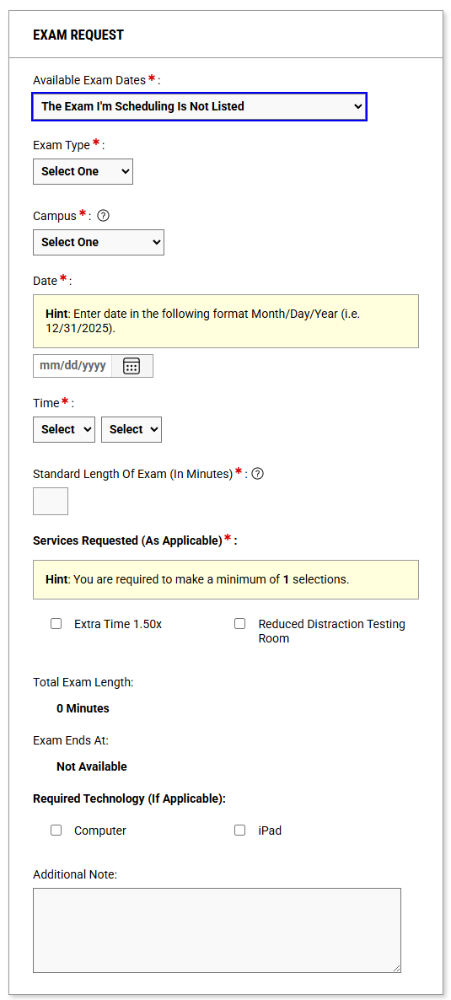 EXAM REQUEST
Available Exam Dates * :
The Exam I'm Scheduling Is Not Listed
Exam Type * :
Select One
Campus * : ?
Select One
Date * :
Hint: Enter date in the following format Month/Day/Year (i.e.
12/31/2025).
mm/dd/yyyy
Time * :
Select Select
Standard Length Of Exam (In Minutes) * : ?
Services Requested (As Applicable) * :
Hint: You are required to make a minimum of 1 selections.
Extra Time 1.50x Reduced Distraction Testing
Room
Total Exam Length:
0 Minutes
Exam Ends At:
Not Available
Required Technology (If Applicable):
Computer iPad
Additional Note: